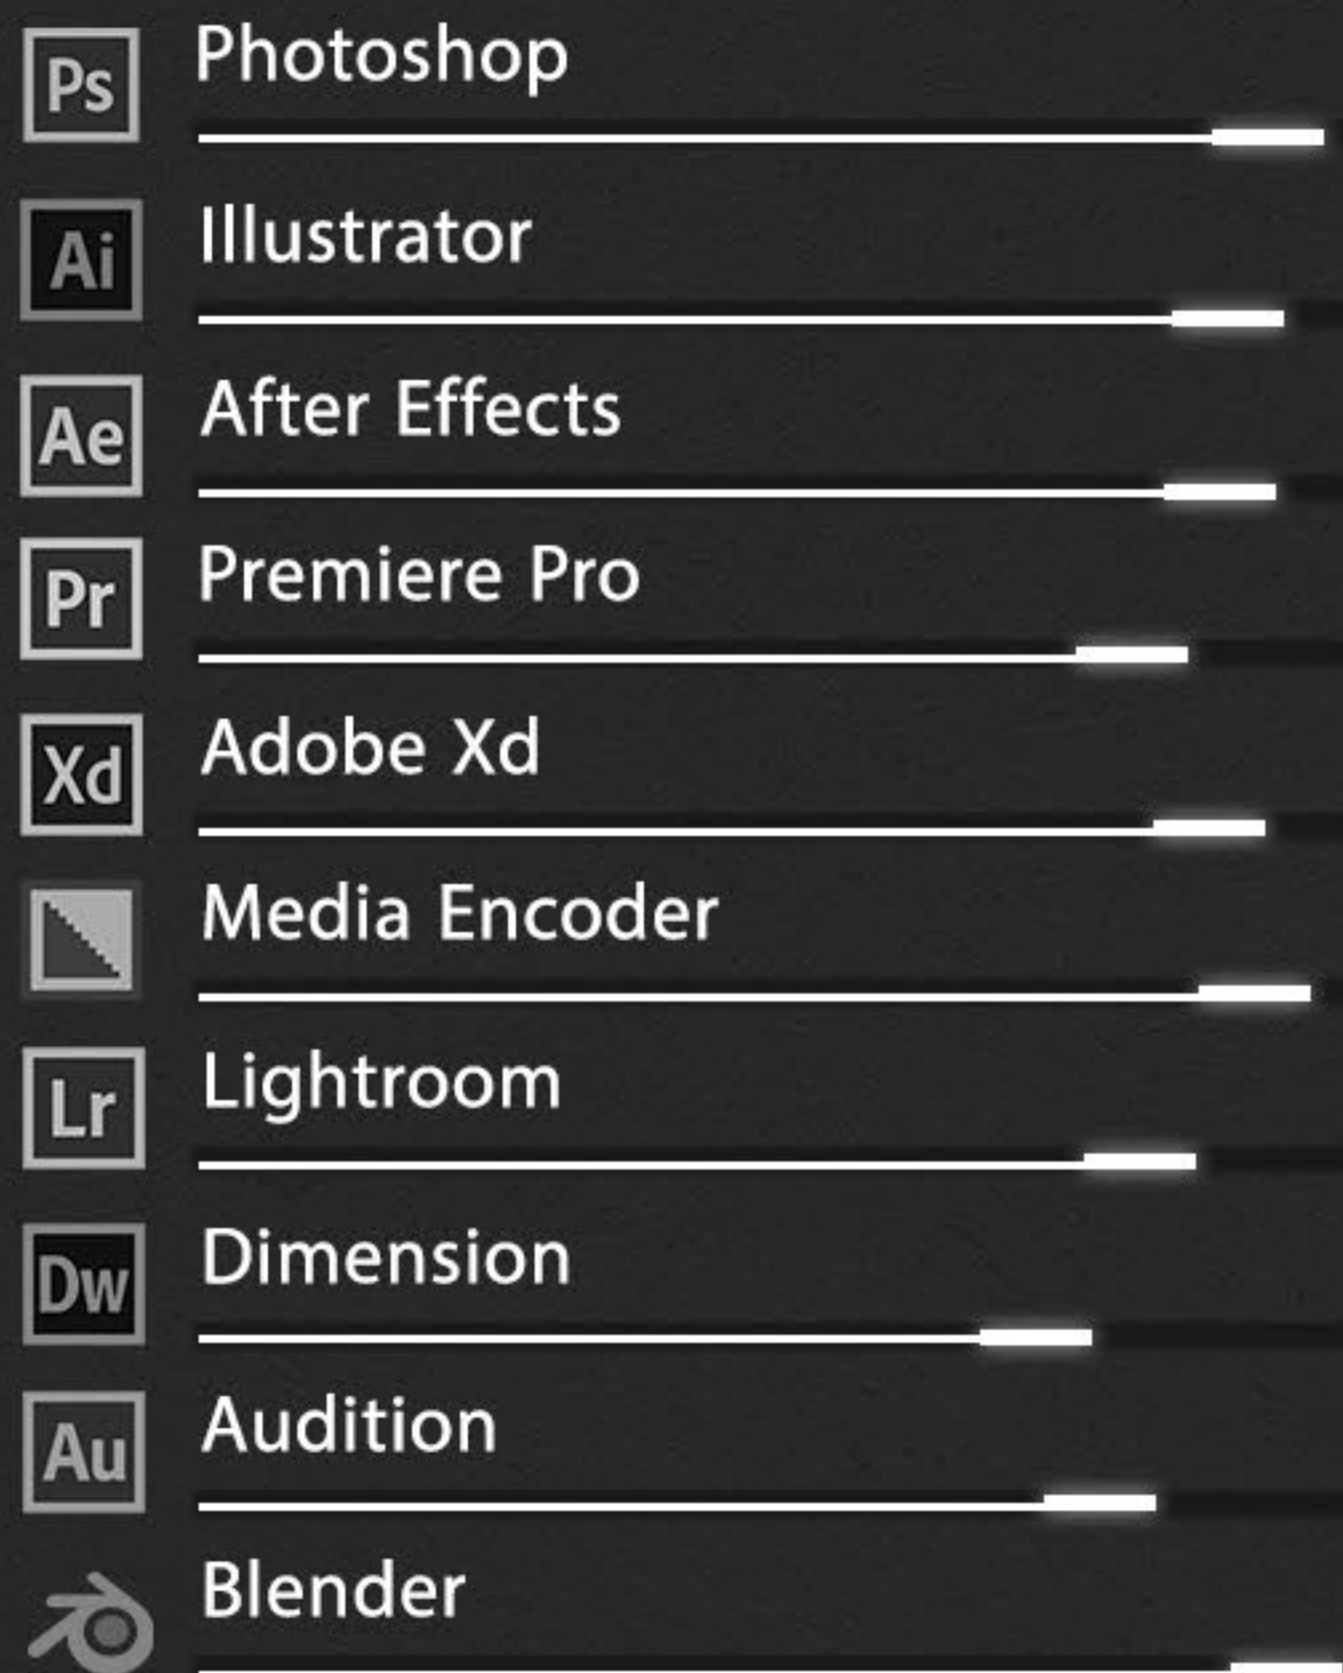 Ps Photoshop
Ai Illustrator
Ae After Effects
Pr Premiere Pro
Xd Adobe Xd
Media Encoder
Lr Lightroom
Dw Dimension
Au Audition
Blender